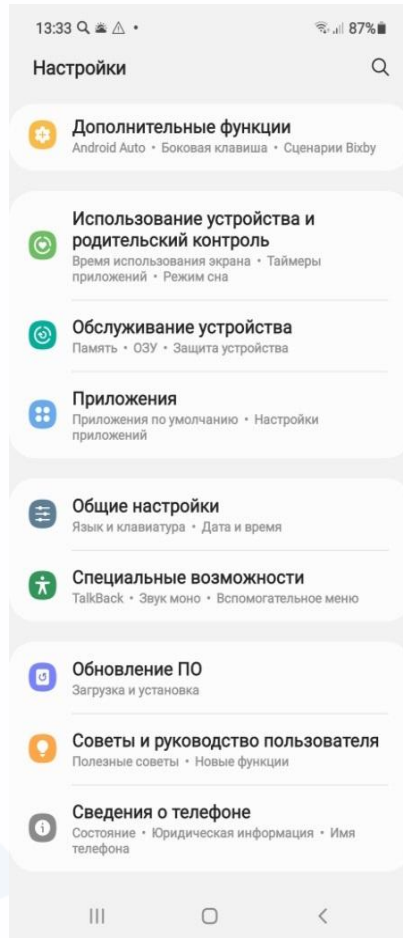 13:33
87%
Настройки
Дополнительные функции
Android Auto • Боковая клавиша • Сценарии Bixby
Использование устройства и
родительский контроль
Время использования экрана • Таймеры
приложений • Режим сна
Обслуживание устройства
Память • ОЗУ • Защита устройства
Приложения
Приложения по умолчанию • Настройки
приложений
Общие настройки
Язык и клавиатура • Дата и время
Специальные возможности
TalkBack • Звук моно • Вспомогательное меню
Обновление ПО
Загрузка и установка
Советы и руководство пользователя
Полезные советы • Новые функции
Сведения о телефоне
Состояние • Юридическая информация • Имя
телефона